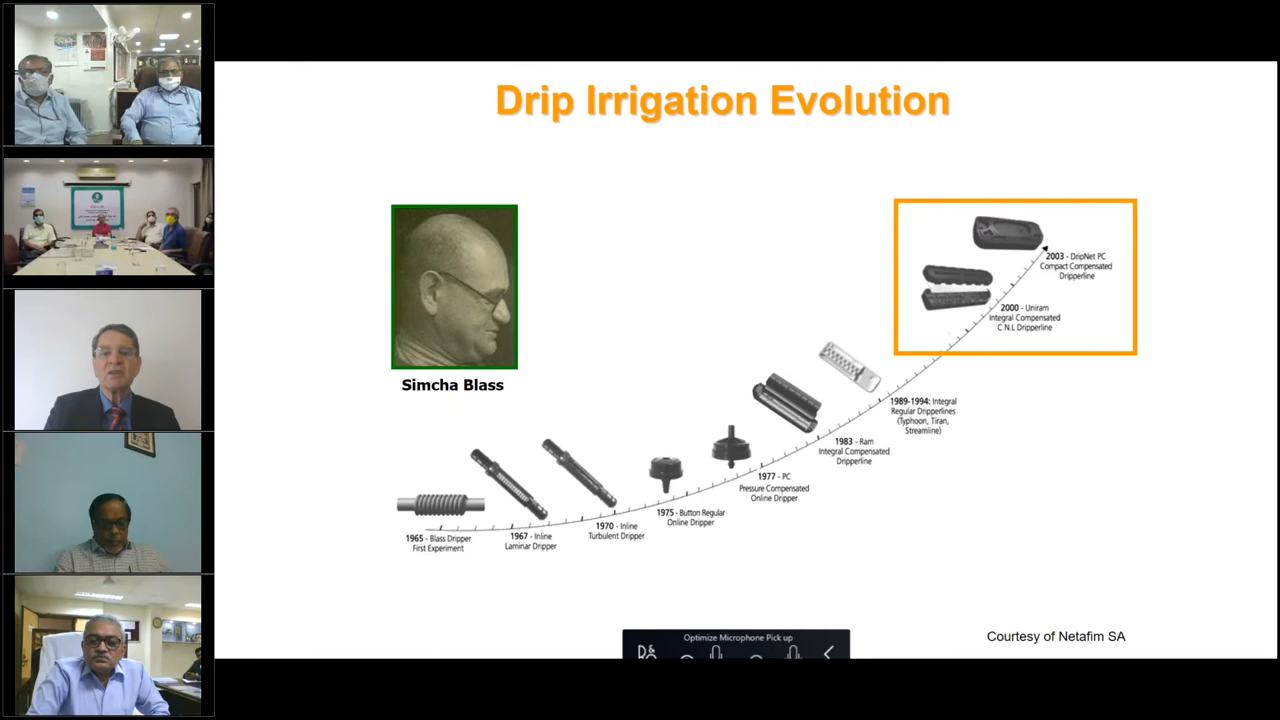 Drip Irrigation Evolution
Simcha Blass
1965 - Blass Dripper
First Experiment
1967 - Inline
Laminar Dripper
1970 - Inline
Turbulent Dripper
1975 - Button Regular
Online Dripper
1977 - PC
Pressure Compensated
Online Dripper
1983 - Ram
Integral Compensated
Dripperline
1989-1994: Integral
Regular Dripperlines
(Typhoon, Tiran,
Streamline)
2000 - Uniram
Integral Compensated
C.N.L Dripperline
2003 - DripNet PC
Compact Compensated
Dripperline
Courtesy of Netafim SA
Optimize Microphone Pick up